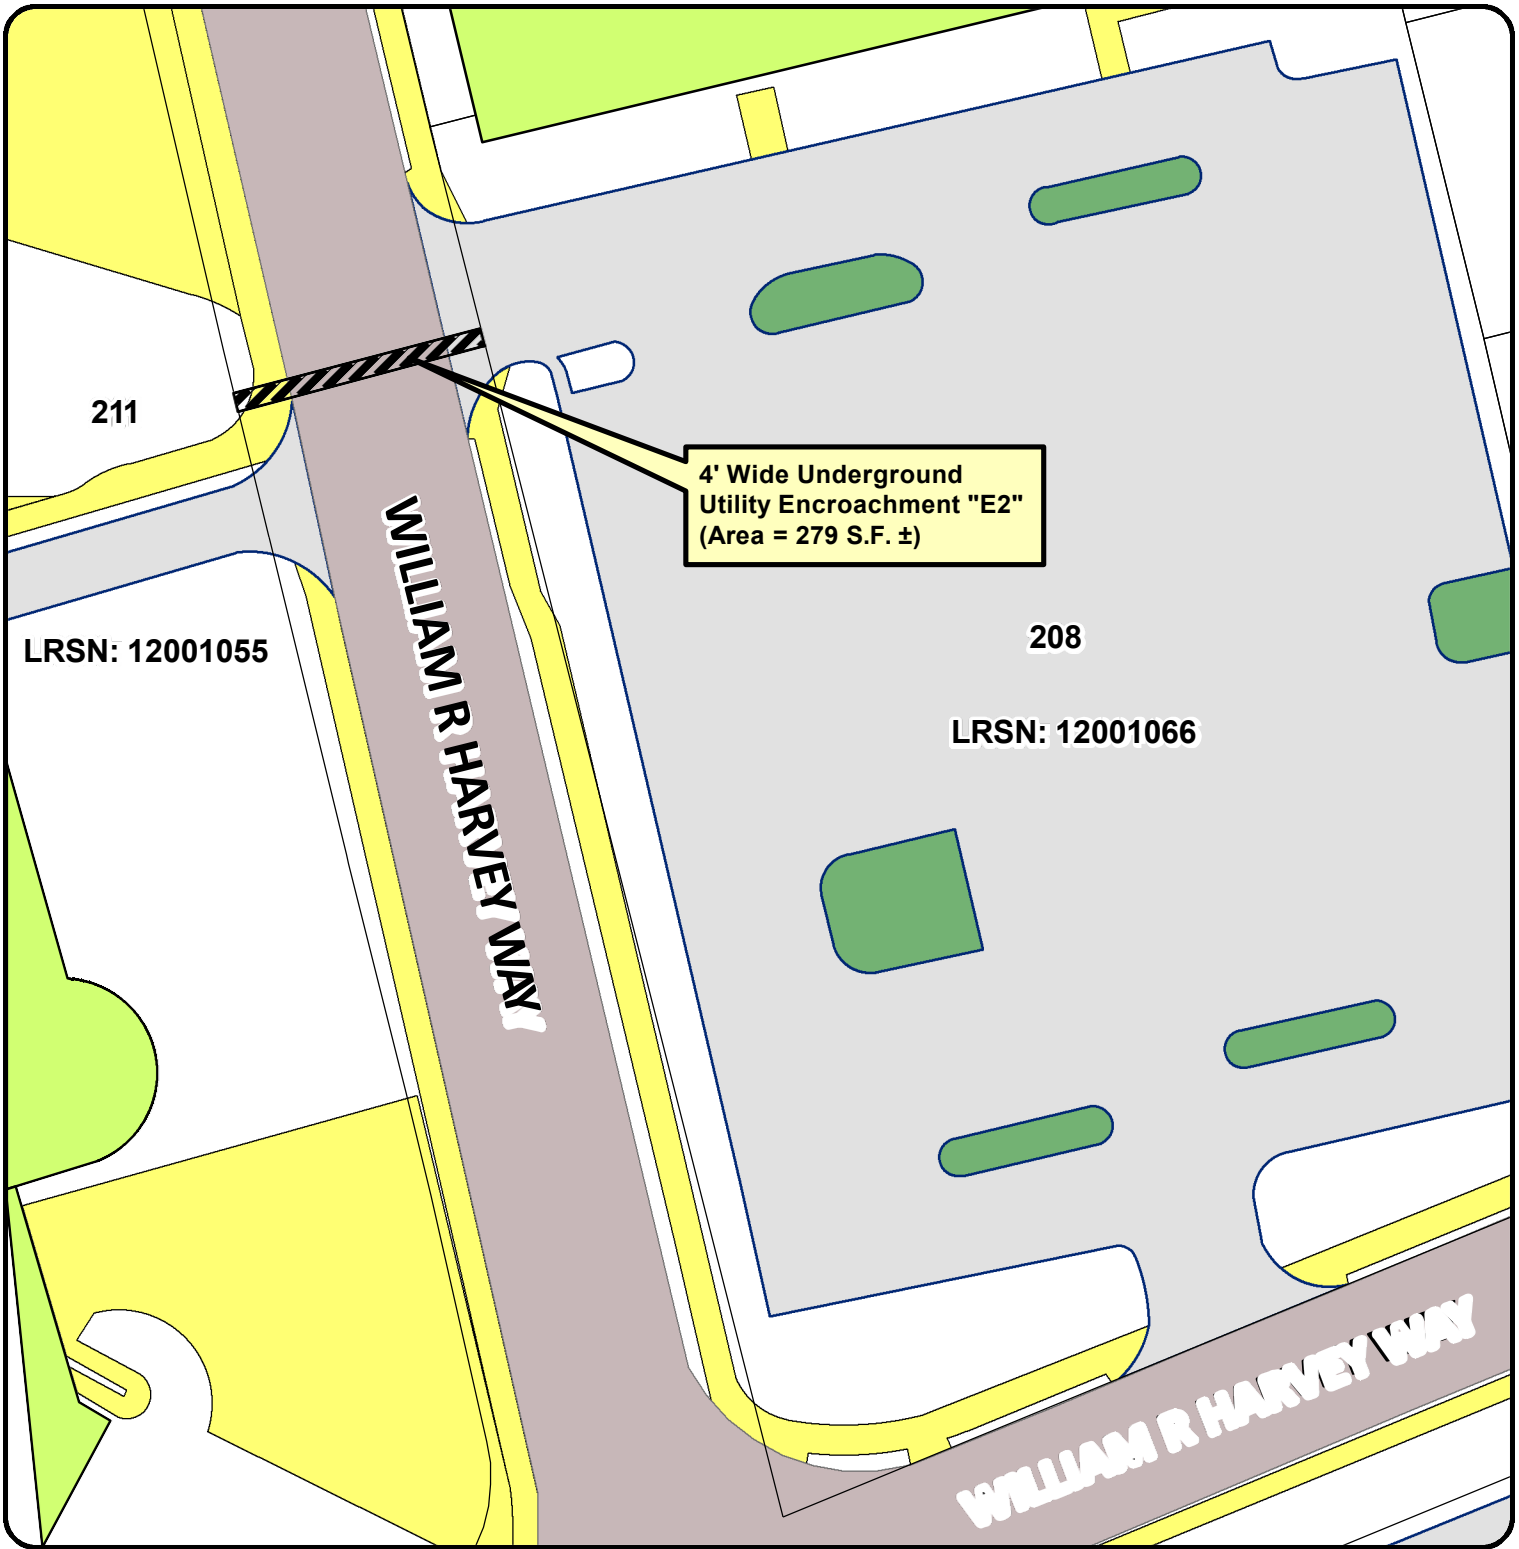 211
4' Wide Underground
Utility Encroachment "E2"
(Area = 279 S.F. ±)
WILLIAM R HARVEY WAY
LRSN: 12001055
208
LRSN: 12001066
WILLIAM R HARVEY WAY